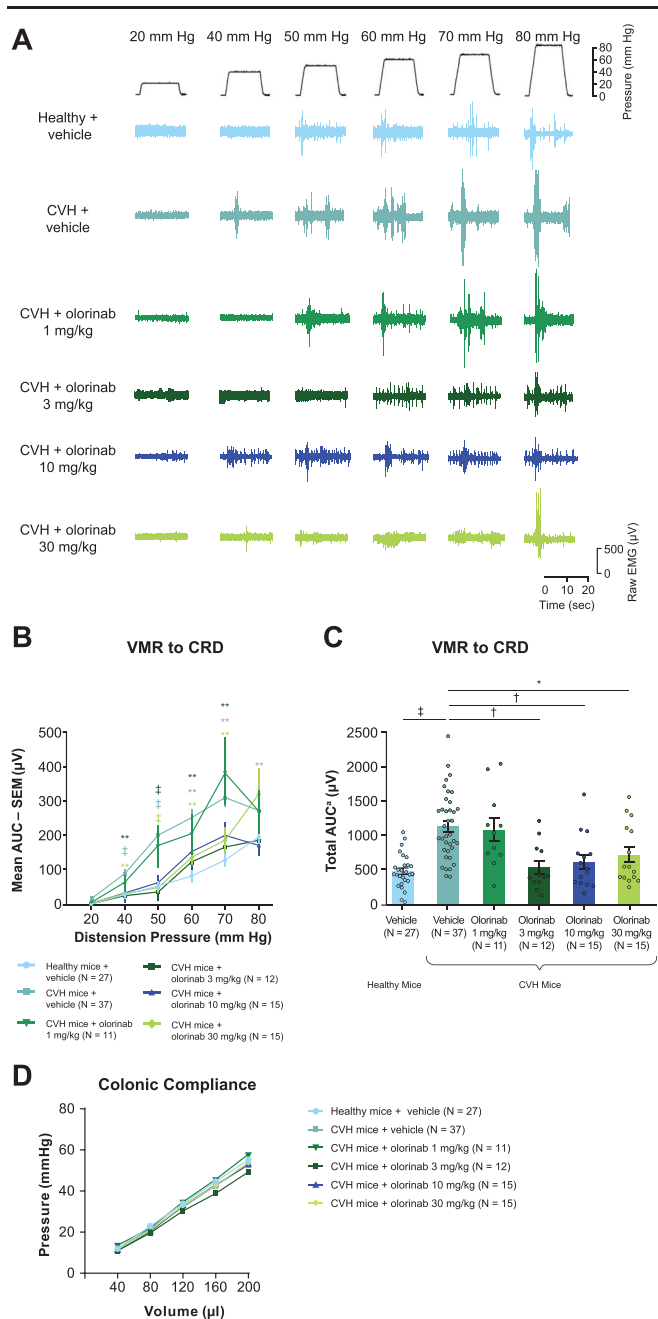 A
20 mm Hg 40 mm Hg 50 mm Hg 60 mm Hg 70 mm Hg 80 mm Hg
80
60
40
20
0
Pressure (mm Hg)
Healthy +
vehicle
CVH +
vehicle
CVH + olorinab
1 mg/kg
CVH + olorinab
3 mg/kg
CVH + olorinab
10 mg/kg
CVH + olorinab
30 mg/kg
500
0
Raw EMG (µV)
0 10 20
Time (sec)
B
VMR to CRD
Mean AUC – SEM (µV)
500
400
300
200
100
0
** ‡ **
‡ ‡ ‡
** ** **
** ** **
**
20 40 50 60 70 80
Distension Pressure (mm Hg)
Healthy mice +
vehicle (N = 27)
CVH mice +
vehicle (N = 37)
CVH mice + olorinab
1 mg/kg (N = 11)
CVH mice +
olorinab 3 mg/kg (N = 12)
CVH mice +
olorinab 10 mg/kg (N = 15)
CVH mice +
olorinab 30 mg/kg (N = 15)
C
VMR to CRD
*
†
‡ †
Total AUCᵃ (µV)
2500
2000
1500
1000
500
0
Vehicle Vehicle Olorinab Olorinab Olorinab Olorinab
(N = 27) (N = 37) 1 mg/kg 3 mg/kg 10 mg/kg 30 mg/kg
(N = 11) (N = 12) (N = 15) (N = 15)
Healthy Mice CVH Mice
D
Colonic Compliance
Pressure (mmHg)
80
60
40
20
0
40 80 120 160 200
Volume (µl)
Healthy mice + vehicle (N = 27)
CVH mice + vehicle (N = 37)
CVH mice + olorinab 1 mg/kg (N = 11)
CVH mice + olorinab 3 mg/kg (N = 12)
CVH mice + olorinab 10 mg/kg (N = 15)
CVH mice + olorinab 30 mg/kg (N = 15)